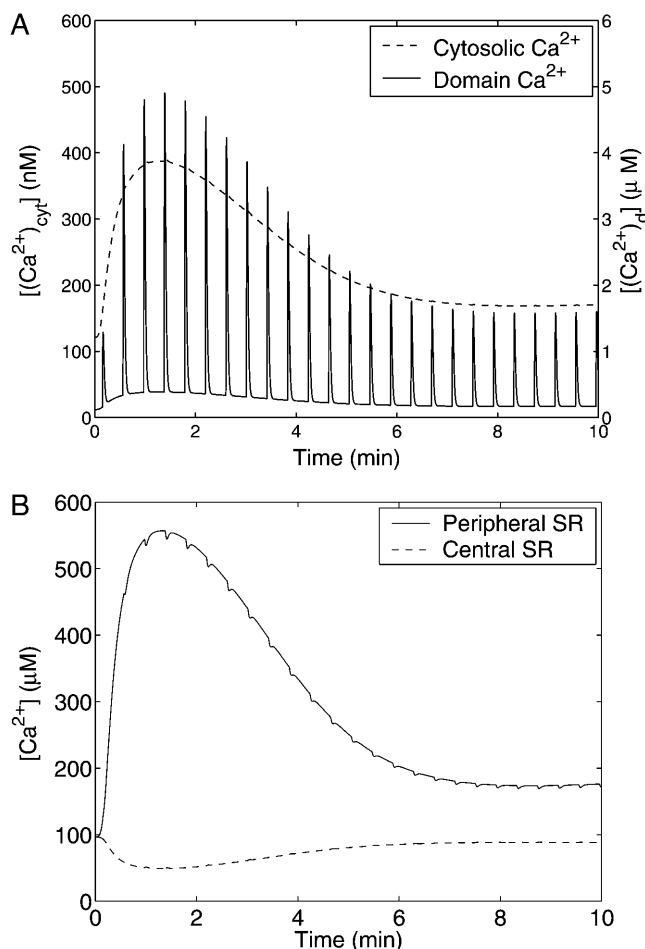 A
600
500
400
300
200
100
0
[(Ca²⁺)cyt] (nM)
Cytosolic Ca²⁺
Domain Ca²⁺
6
5
4
3
2
1
0
[(Ca²⁺)d] (μ M)
0 2 4 6 8 10
Time (min)
B
600
500
400
300
200
100
0
[Ca²⁺] (μM)
Peripheral SR
Central SR
0 2 4 6 8 10
Time (min)